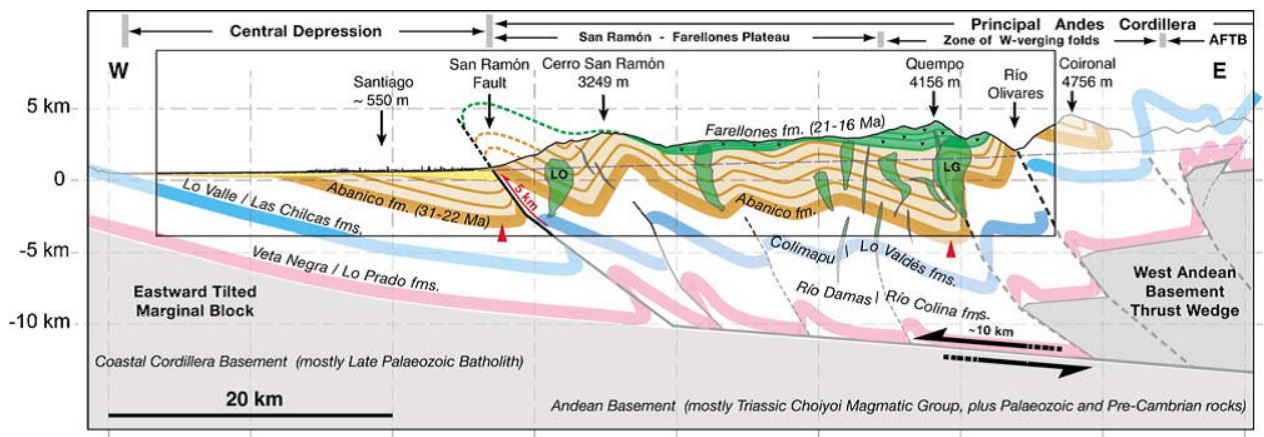 Principal Andes Cordillera
Central Depression
San Ramón - Farellones Plateau
Zone of W-verging folds
AFTB
W
E
Santiago
~ 550 m
San Ramón
Fault
Cerro San Ramón
3249 m
Quempo
4156 m
Río
Olivares
Coironal
4756 m
5 km
0
-5 km
-10 km
Farellones fm. (21-16 Ma)
LO
LG
5 km
Abanico fm. (31-22 Ma)
Abanico fm.
Lo Valle / Las Chilcas fms.
Colimapu | Lo Valdés fms.
Veta Negra / Lo Prado fms.
Río Damas | Río Colina fms.
Eastward Tilted
Marginal Block
West Andean
Basement
Thrust Wedge
~10 km
Coastal Cordillera Basement (mostly Late Palaeozoic Batholith)
20 km
Andean Basement (mostly Triassic Choiyoi Magmatic Group, plus Palaeozoic and Pre-Cambrian rocks)